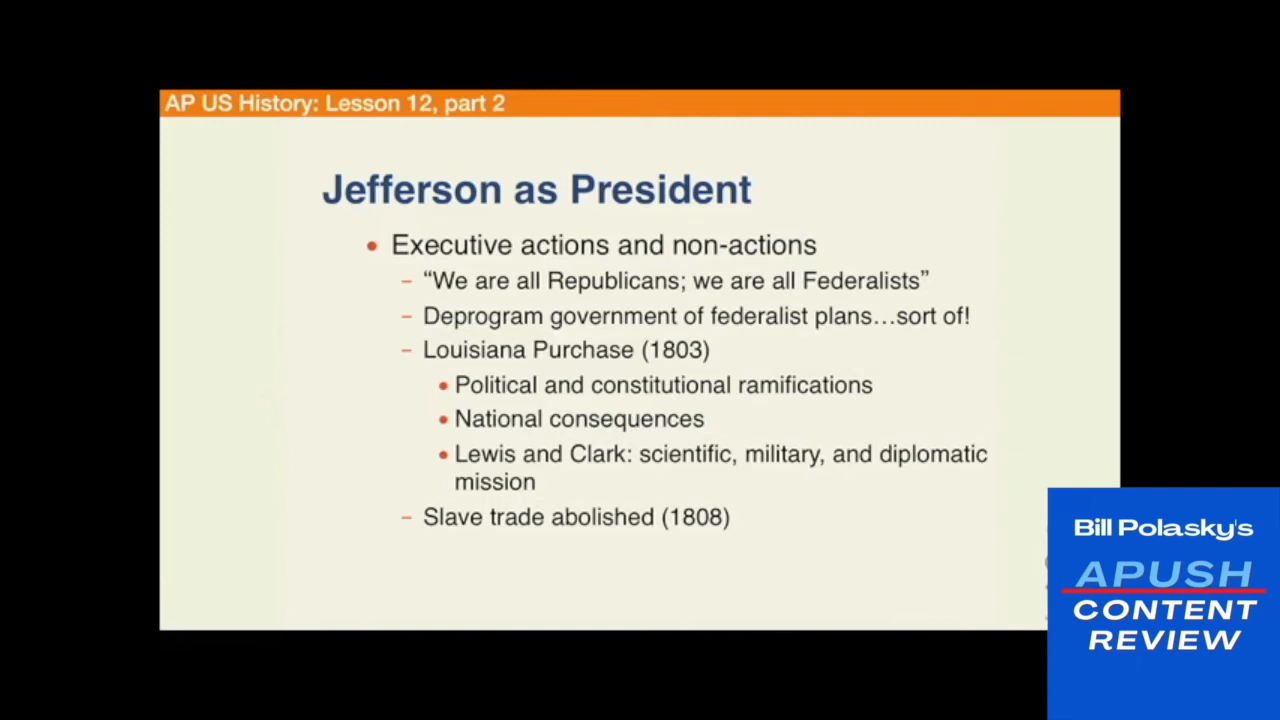 AP US History: Lesson 12, part 2
Jefferson as President
• Executive actions and non-actions
– “We are all Republicans; we are all Federalists”
– Deprogram government of federalist plans…sort of!
– Louisiana Purchase (1803)
• Political and constitutional ramifications
• National consequences
• Lewis and Clark: scientific, military, and diplomatic
mission
– Slave trade abolished (1808)
Bill Polasky's
APUSH
CONTENT
REVIEW